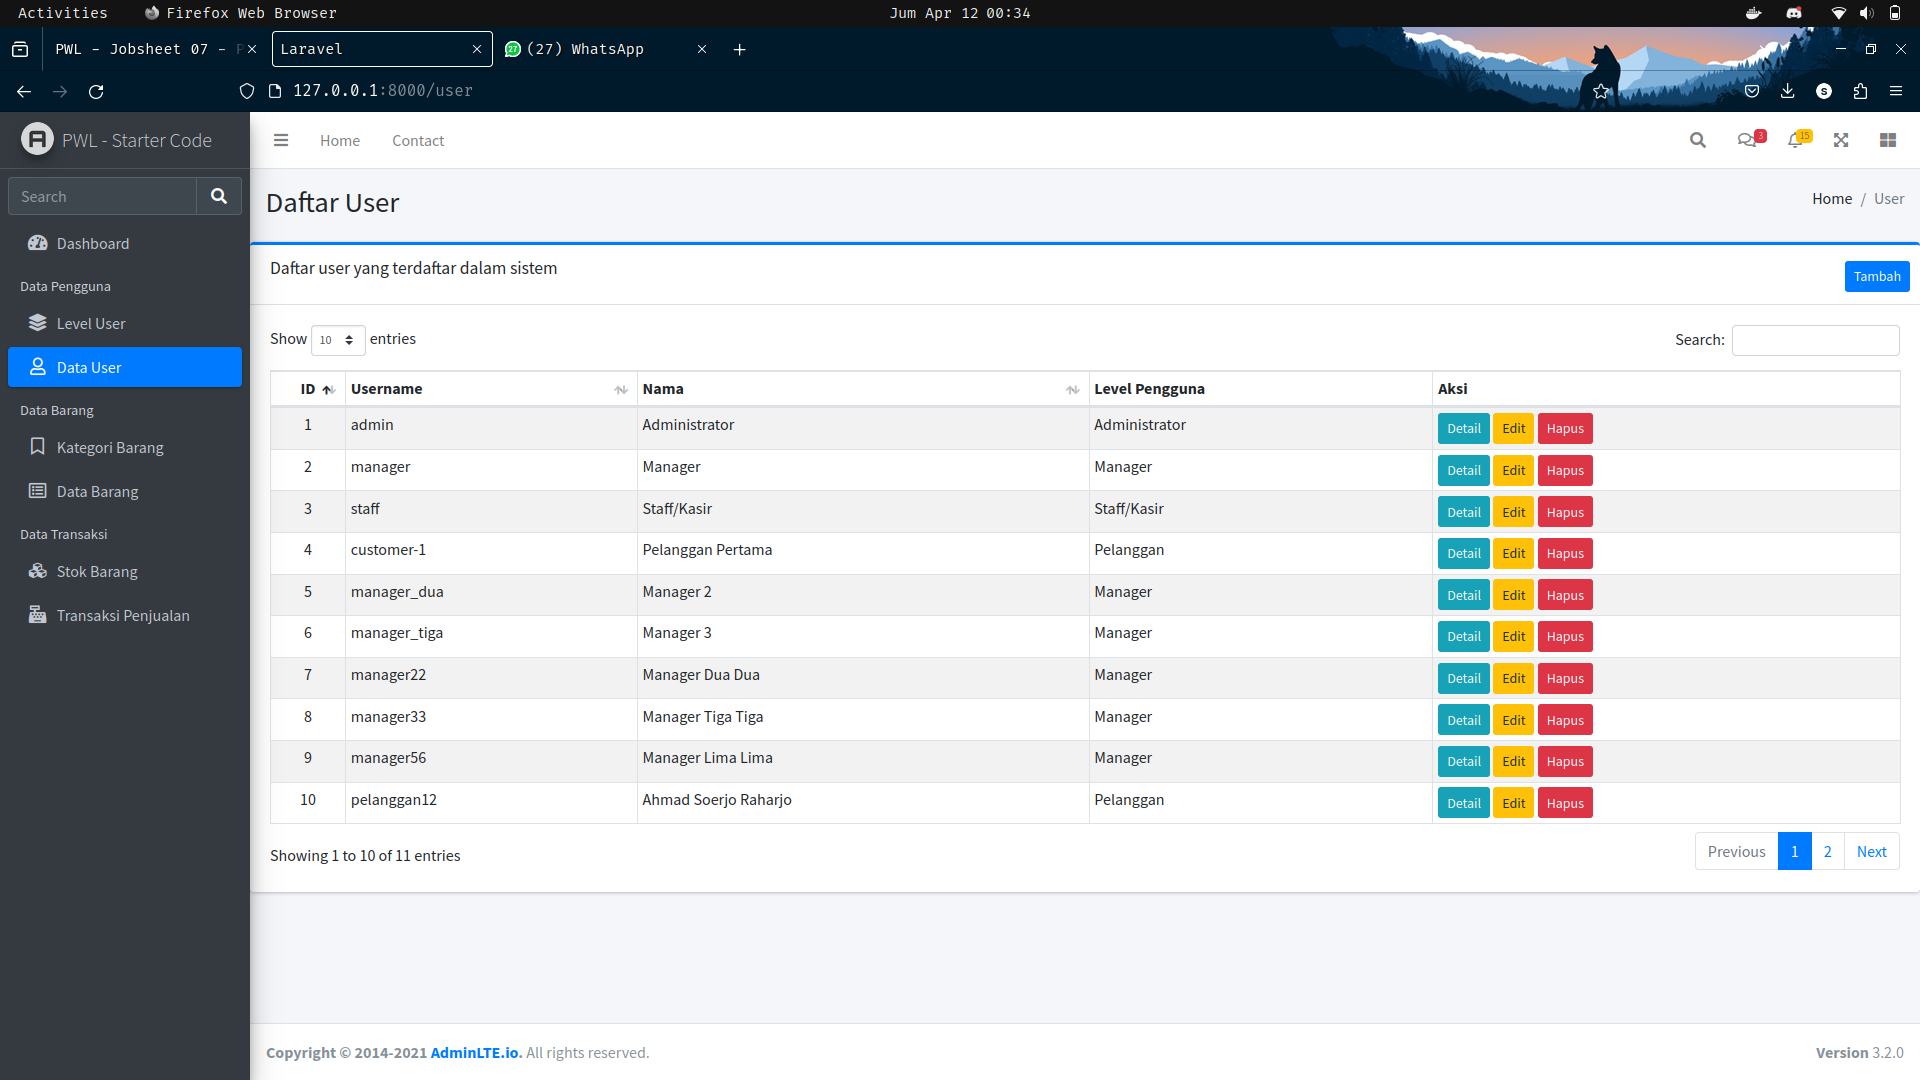 Activities Firefox Web Browser Jum Apr 12 00:34
PWL - Jobsheet 07 - P Laravel (27) WhatsApp
127.0.0.1:8000/user
PWL - Starter Code Home Contact 3 15
Search
Daftar User Home / User
Dashboard
Data Pengguna
Level User
Data User
Data Barang
Kategori Barang
Data Barang
Data Transaksi
Stok Barang
Transaksi Penjualan
Daftar user yang terdaftar dalam sistem Tambah
Show 10 entries Search:
ID Username Nama Level Pengguna Aksi
1 admin Administrator Administrator Detail Edit Hapus
2 manager Manager Manager Detail Edit Hapus
3 staff Staff/Kasir Staff/Kasir Detail Edit Hapus
4 customer-1 Pelanggan Pertama Pelanggan Detail Edit Hapus
5 manager_dua Manager 2 Manager Detail Edit Hapus
6 manager_tiga Manager 3 Manager Detail Edit Hapus
7 manager22 Manager Dua Dua Manager Detail Edit Hapus
8 manager33 Manager Tiga Tiga Manager Detail Edit Hapus
9 manager56 Manager Lima Lima Manager Detail Edit Hapus
10 pelanggan12 Ahmad Soerjo Raharjo Pelanggan Detail Edit Hapus
Showing 1 to 10 of 11 entries Previous 1 2 Next
Copyright © 2014-2021 AdminLTE.io. All rights reserved. Version 3.2.0